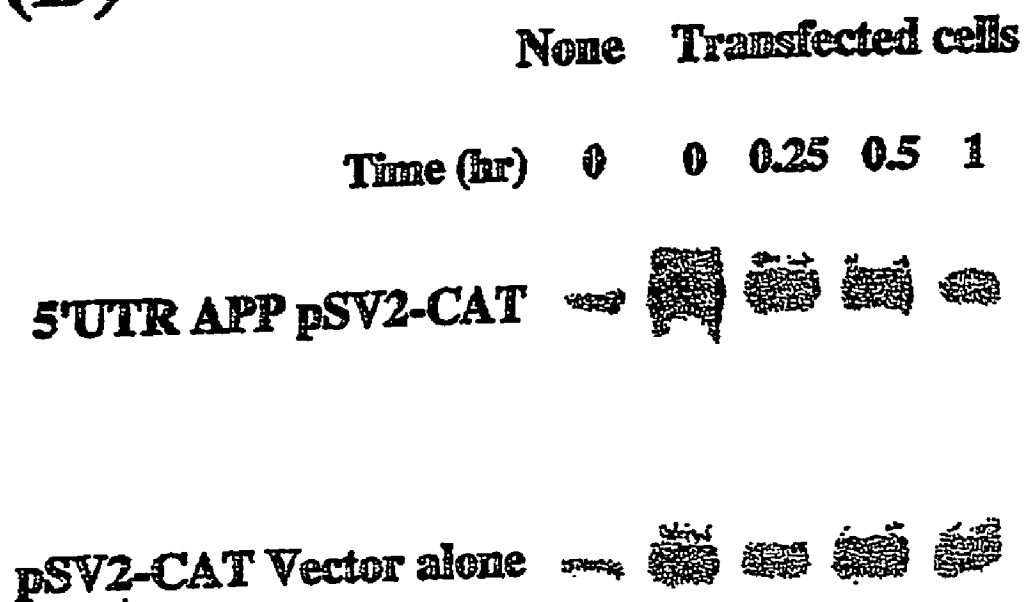 None Transfected cells
Time (hr) 0 0 0.25 0.5 1
5'UTR APP pSV2-CAT
pSV2-CAT Vector alone